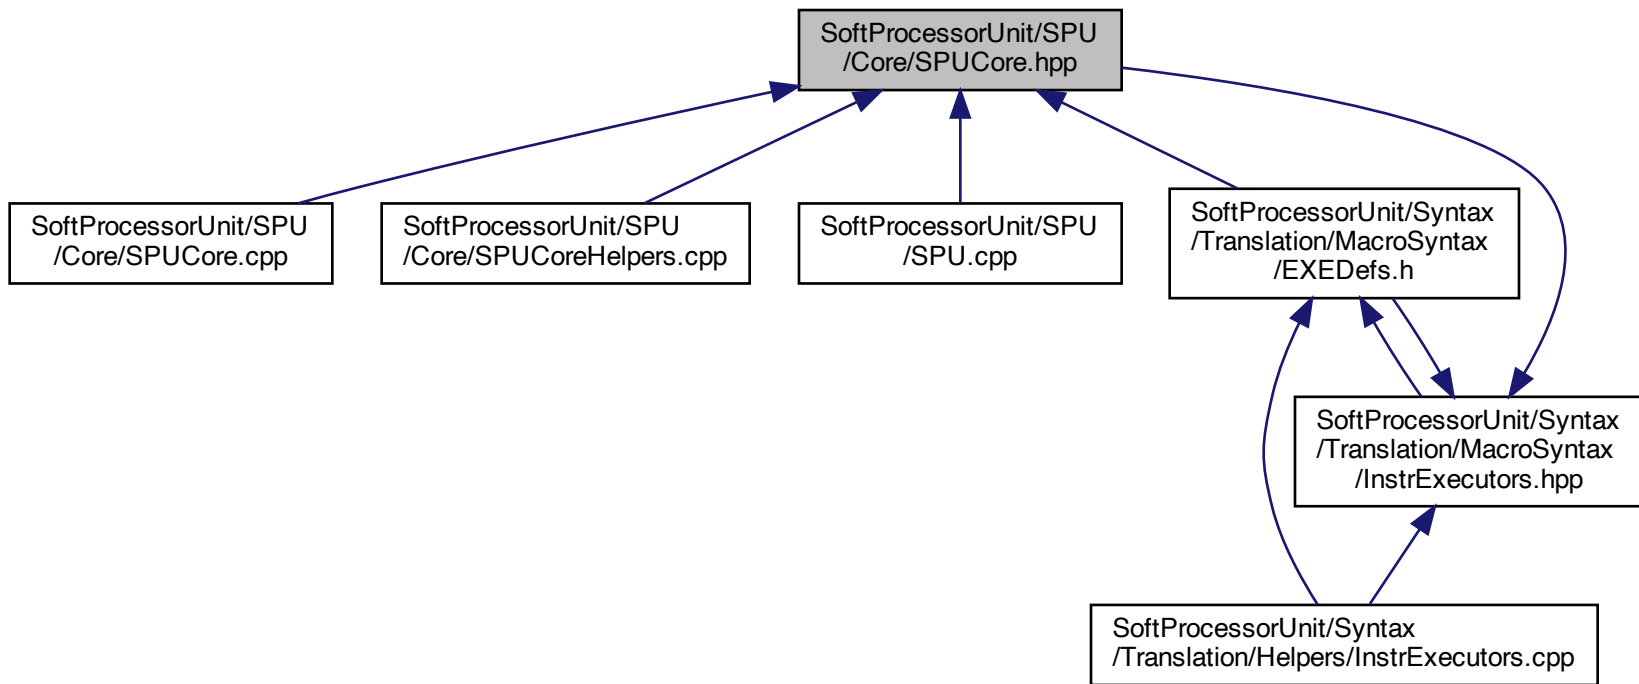 SoftProcessorUnit/SPU
/Core/SPUCore.hpp
SoftProcessorUnit/SPU
/Core/SPUCore.cpp
SoftProcessorUnit/SPU
/Core/SPUCoreHelpers.cpp
SoftProcessorUnit/SPU
/SPU.cpp
SoftProcessorUnit/Syntax
/Translation/MacroSyntax
/EXEDefs.h
SoftProcessorUnit/Syntax
/Translation/MacroSyntax
/InstrExecutors.hpp
SoftProcessorUnit/Syntax
/Translation/Helpers/InstrExecutors.cpp